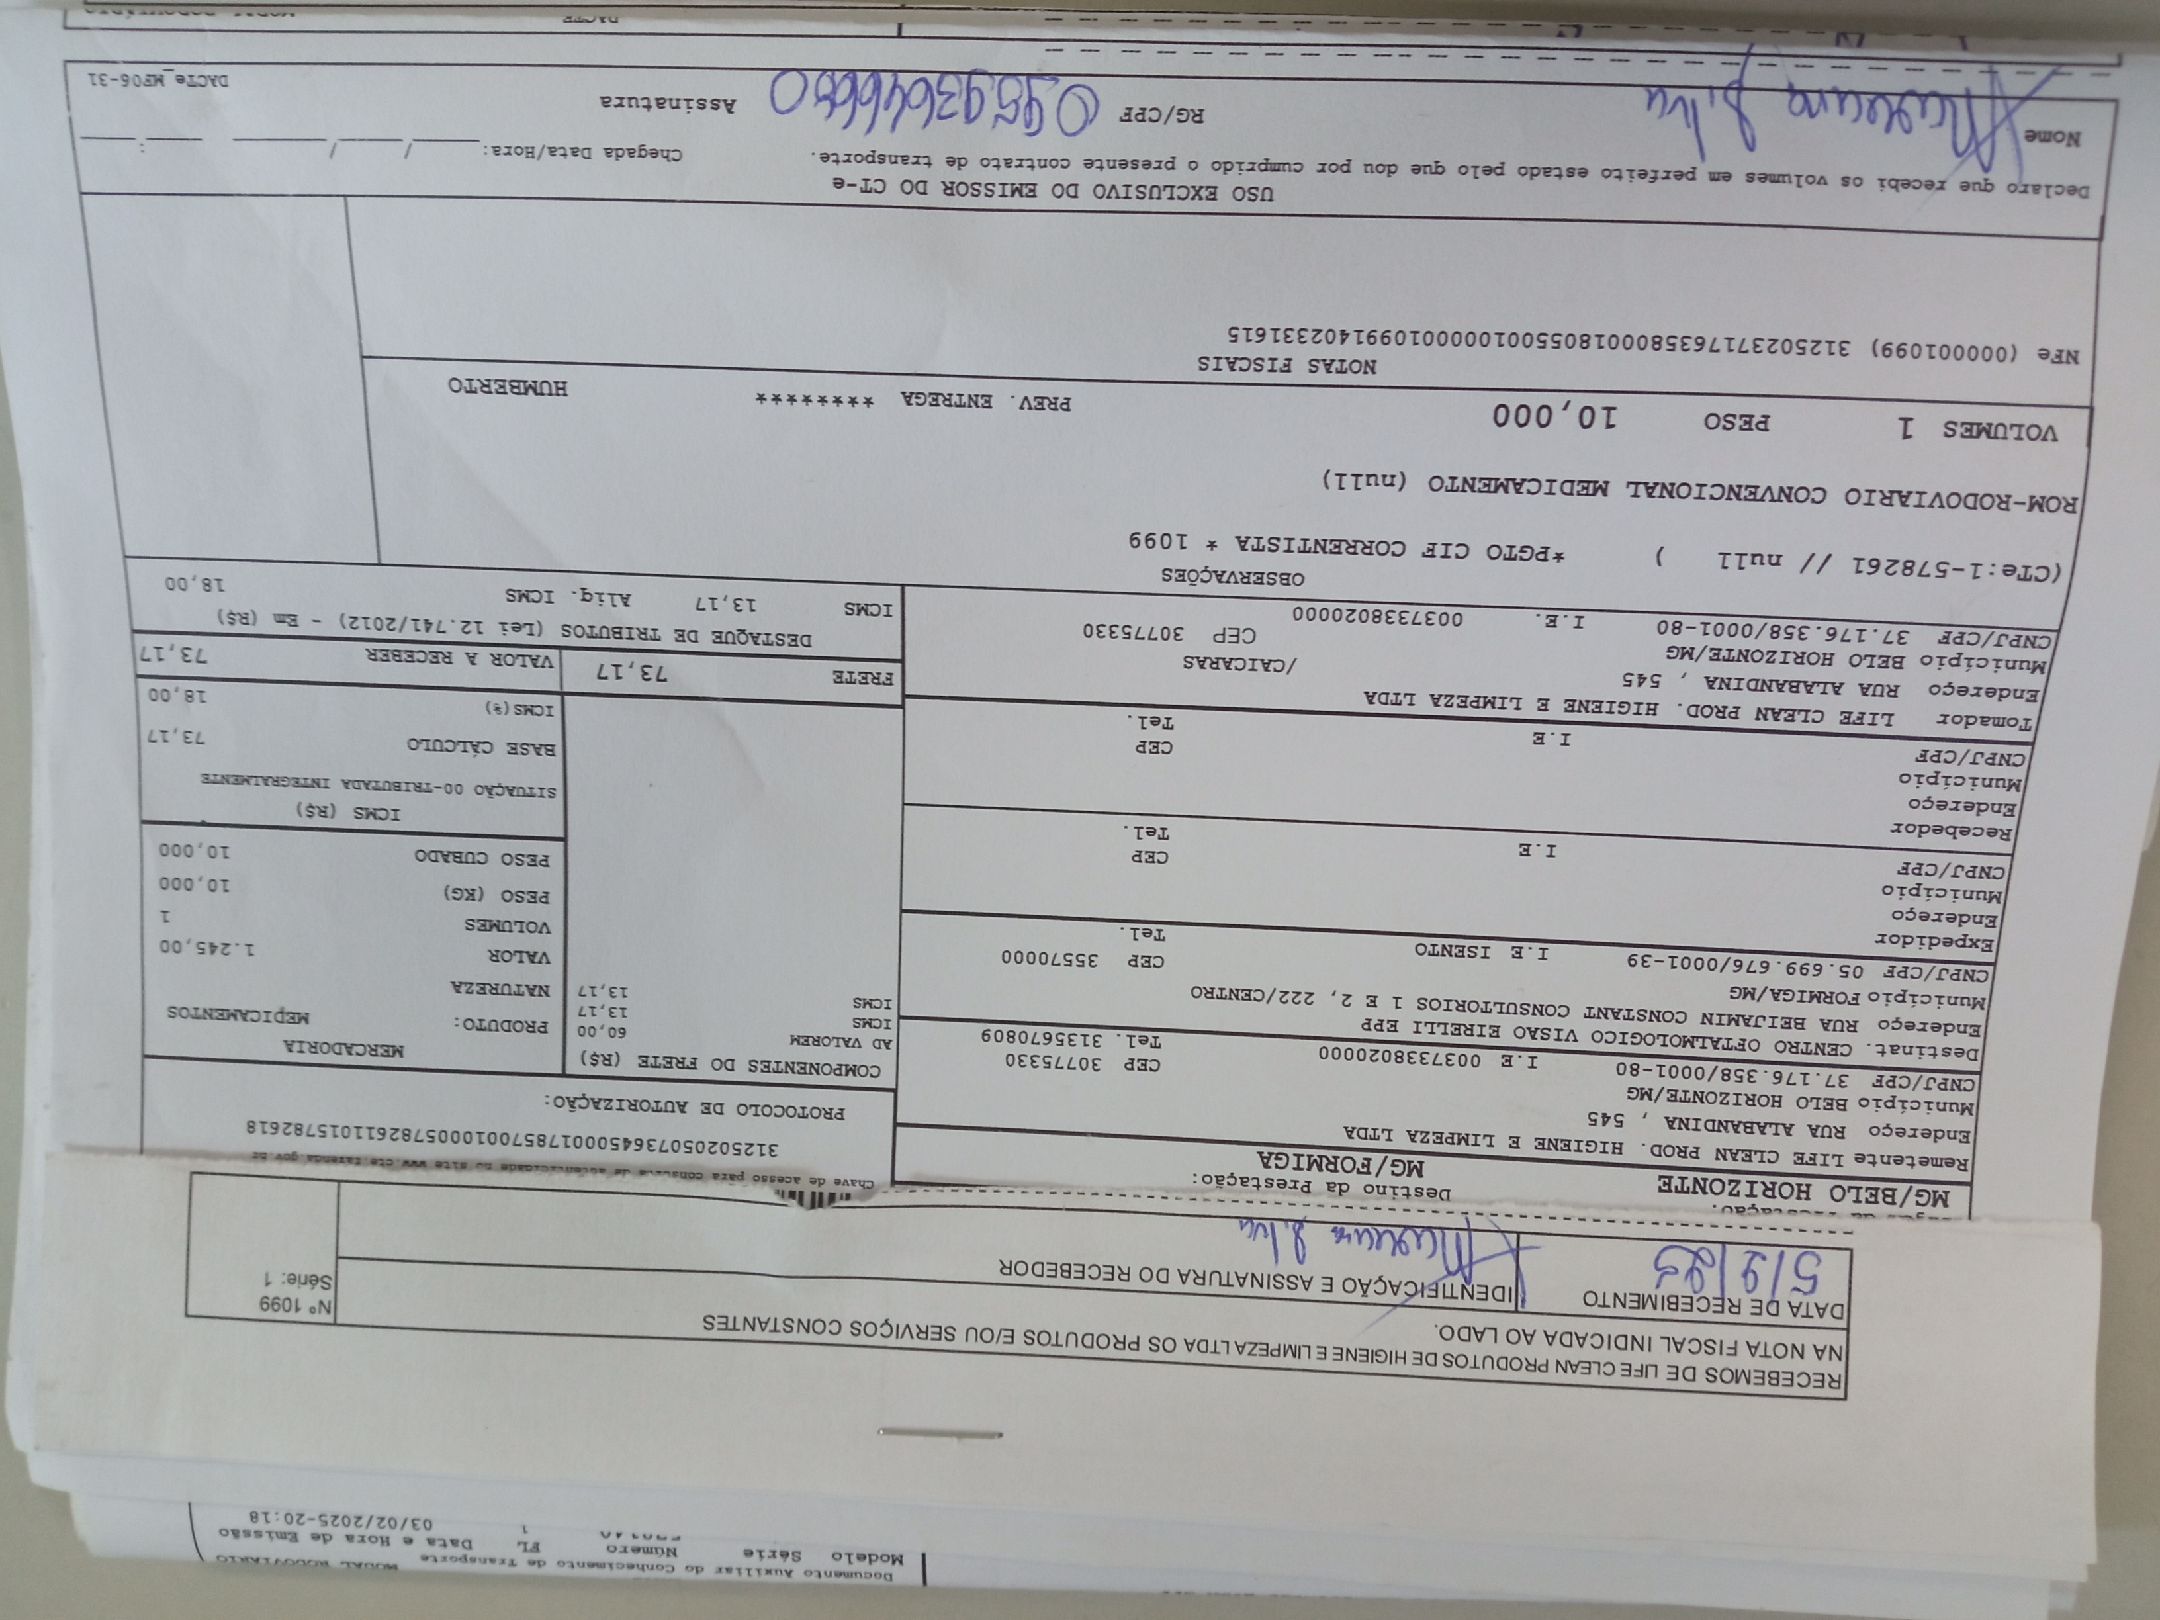 Documento Auxiliar do Conhecimento de Transporte MODAL RODOVIÁRIO
Modelo Série Número FL Data e Hora de Emissão
1 03/02/2025-20:18
RECEBEMOS DE LIFE CLEAN PRODUTOS DE HIGIENE E LIMPEZA LTDA OS PRODUTOS E/OU SERVIÇOS CONSTANTES
NA NOTA FISCAL INDICADA AO LADO.
Nº 1099
Série: 1
DATA DE RECEBIMENTO
IDENTIFICAÇÃO E ASSINATURA DO RECEBEDOR
5/2/25
Silva
MG/BELO HORIZONTE
Destino da Prestação:
MG/FORMIGA
Remetente LIFE CLEAN PROD. HIGIENE E LIMPEZA LTDA
Endereço RUA ALABANDINA , 545
Município BELO HORIZONTE/MG CEP 30775330
CNPJ/CPF 37.176.358/0001-80 I.E 0037338020000 Tel. 3135670809
Destinat. CENTRO OFTALMOLOGICO VISAO EIRELLI EPP
Endereço RUA BEIJAMIN CONSTANT CONSULTORIOS 1 E 2, 222/CENTRO
Município FORMIGA/MG CEP 35570000
CNPJ/CPF 05.699.676/0001-39 I.E ISENTO Tel.
Expedidor
Endereço
Município CEP
CNPJ/CPF I.E Tel.
Recebedor
Endereço
Município CEP
CNPJ/CPF I.E Tel.
Tomador LIFE CLEAN PROD. HIGIENE E LIMPEZA LTDA
Endereço RUA ALABANDINA , 545 /CAICARAS
Município BELO HORIZONTE/MG CEP 30775330
CNPJ/CPF 37.176.358/0001-80 I.E. 0037338020000
Chave de acesso para consulta de autenticidade no site www.cte.fazenda.gov.br
31250205073645000178570010005782611015782618
PROTOCOLO DE AUTORIZAÇÃO:
COMPONENTES DO FRETE (R$)
AD VALOREM 60,00
ICMS 13,17
ICMS 13,17
MERCADORIA
PRODUTO: MEDICAMENTOS
NATUREZA
VALOR 1.245,00
VOLUMES 1
PESO (KG) 10,000
PESO CUBADO 10,000
ICMS (R$)
SITUAÇÃO 00-TRIBUTADA INTEGRALMENTE
BASE CÁLCULO 73,17
ICMS(%) 18,00
FRETE 73,17
VALOR A RECEBER 73,17
DESTAQUE DE TRIBUTOS (Lei 12.741/2012) - Em (R$)
ICMS 13,17 Aliq. ICMS 18,00
OBSERVAÇÕES
(CTe:1-578261 // null ) *PGTO CIF CORRENTISTA * 1099
ROM-RODOVIARIO CONVENCIONAL MEDICAMENTO (null)
VOLUMES 1 PESO 10,000 PREV. ENTREGA ******** HUMBERTO
NOTAS FISCAIS
NFe (000001099) 31250237176358000180550010000010991402331615
USO EXCLUSIVO DO EMISSOR DO CT-e
Declaro que recebi os volumes em perfeito estado pelo que dou por cumprido o presente contrato de transporte.
Chegada Data/Hora: ____/____/____ ____:____
Nome Silva RG/CPF Assinatura
DACTe_MF06-31
DACTE
MODAL RODOVIÁRIO